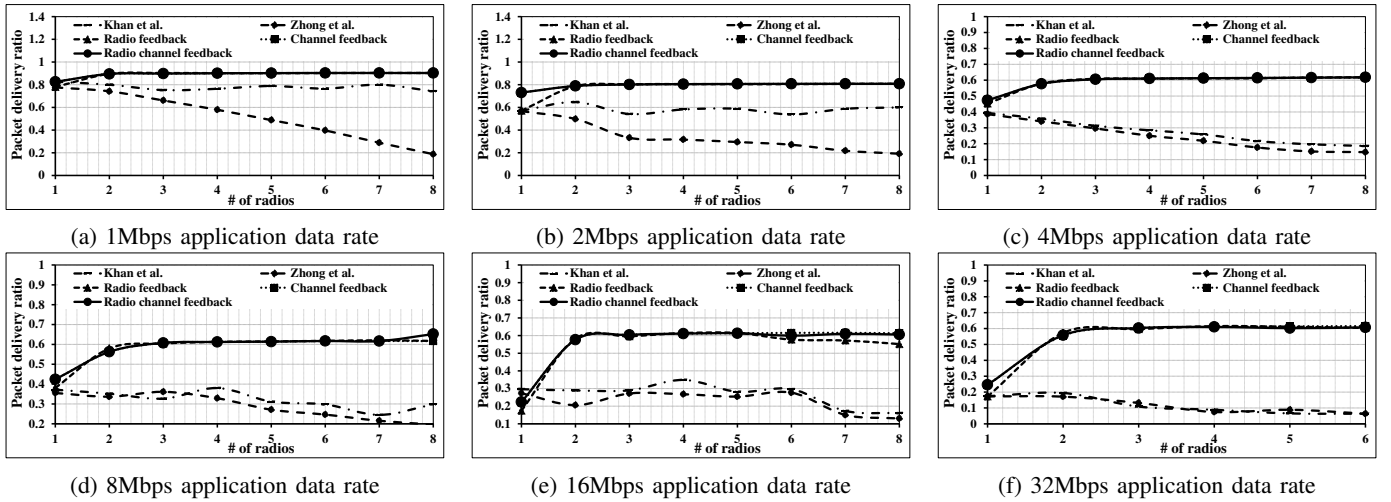 Khan et al.
Zhong et al.
Radio feedback
Channel feedback
Radio channel feedback
Packet delivery ratio
1.4
1.2
1
0.8
0.6
0.4
0.2
0
1 2 3 4 5 6 7 8
# of radios
(a) 1Mbps application data rate
Khan et al.
Zhong et al.
Radio feedback
Channel feedback
Radio channel feedback
Packet delivery ratio
1.4
1.2
1
0.8
0.6
0.4
0.2
0
1 2 3 4 5 6 7 8
# of radios
(b) 2Mbps application data rate
Khan et al.
Zhong et al.
Radio feedback
Channel feedback
Radio channel feedback
Packet delivery ratio
1
0.9
0.8
0.7
0.6
0.5
0.4
0.3
0.2
0.1
0
1 2 3 4 5 6 7 8
# of radios
(c) 4Mbps application data rate
Khan et al.
Zhong et al.
Radio feedback
Channel feedback
Radio channel feedback
Packet delivery ratio
1
0.9
0.8
0.7
0.6
0.5
0.4
0.3
0.2
1 2 3 4 5 6 7 8
# of radios
(d) 8Mbps application data rate
Khan et al.
Zhong et al.
Radio feedback
Channel feedback
Radio channel feedback
Packet delivery ratio
1
0.9
0.8
0.7
0.6
0.5
0.4
0.3
0.2
0.1
1 2 3 4 5 6 7 8
# of radios
(e) 16Mbps application data rate
Khan et al.
Zhong et al.
Radio feedback
Channel feedback
Radio channel feedback
Packet delivery ratio
1
0.9
0.8
0.7
0.6
0.5
0.4
0.3
0.2
0.1
0
1 2 3 4 5 6
# of radios
(f) 32Mbps application data rate